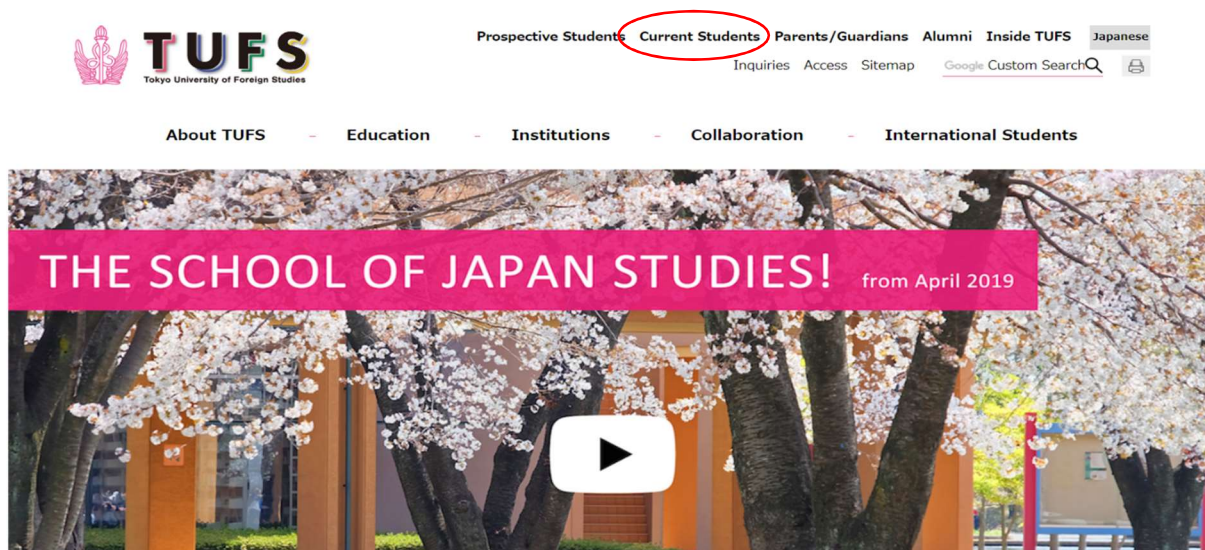 TUFS
Tokyo University of Foreign Studies
Prospective Students Current Students Parents/Guardians Alumni Inside TUFS Japanese
Inquiries Access Sitemap Google Custom Search
About TUFS - Education - Institutions - Collaboration - International Students
THE SCHOOL OF JAPAN STUDIES! from April 2019